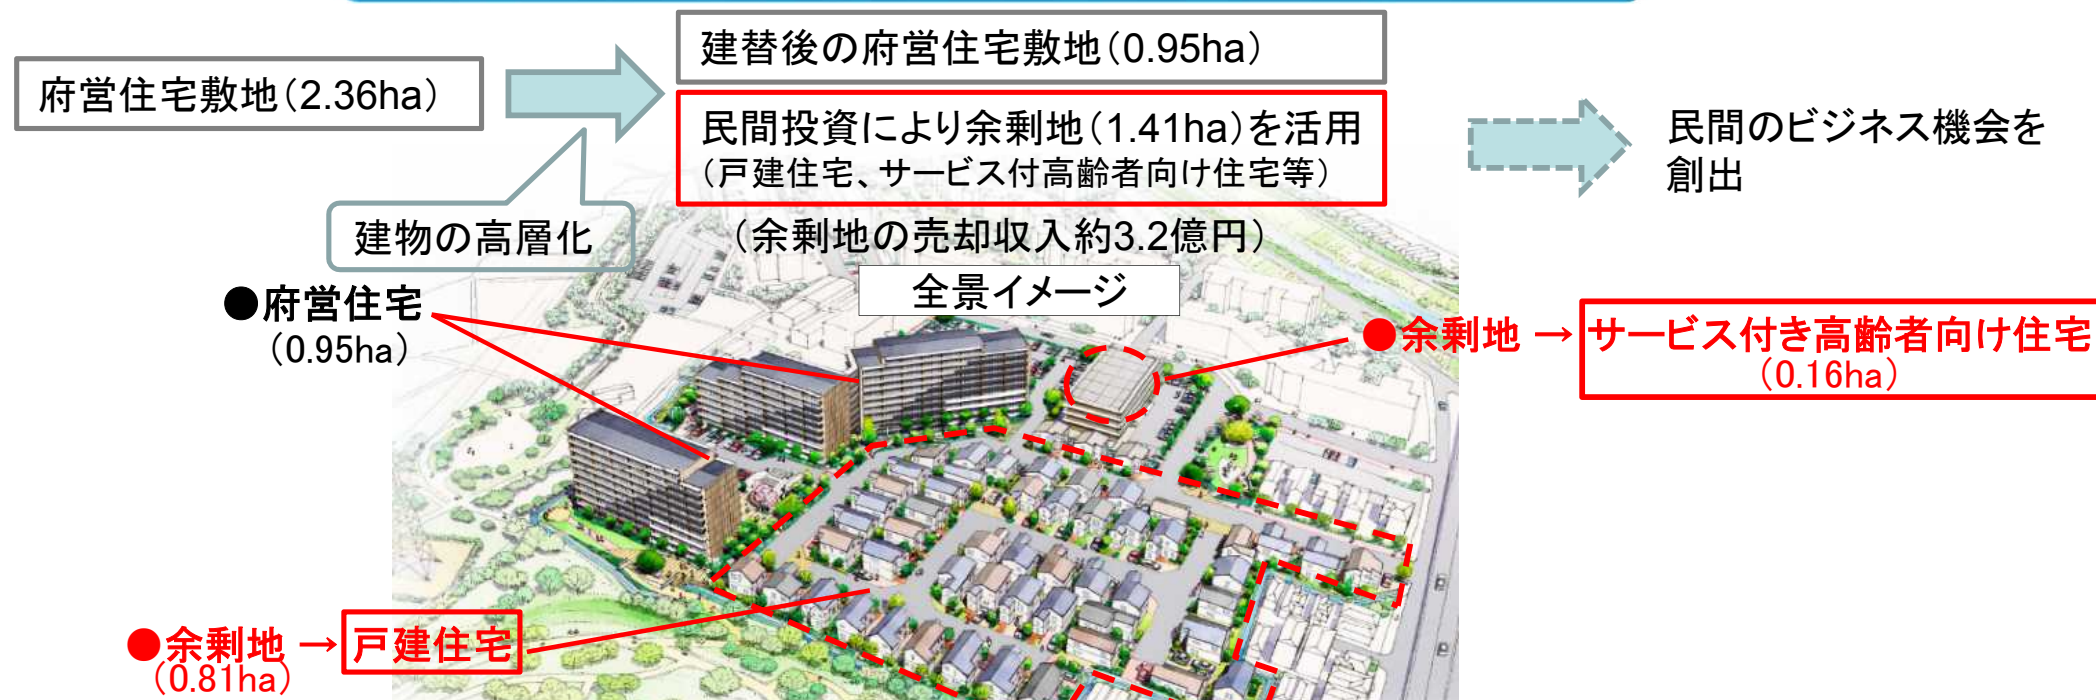 府営住宅敷地(2.36ha)
建替後の府営住宅敷地(0.95ha)
民間投資により余剰地(1.41ha)を活用
(戸建住宅、サービス付高齢者向け住宅等)
民間のビジネス機会を
創出
建物の高層化
(余剰地の売却収入約3.2億円)
全景イメージ
●府営住宅
(0.95ha)
●余剰地 → サービス付き高齢者向け住宅
(0.16ha)
●余剰地 → 戸建住宅
(0.81ha)